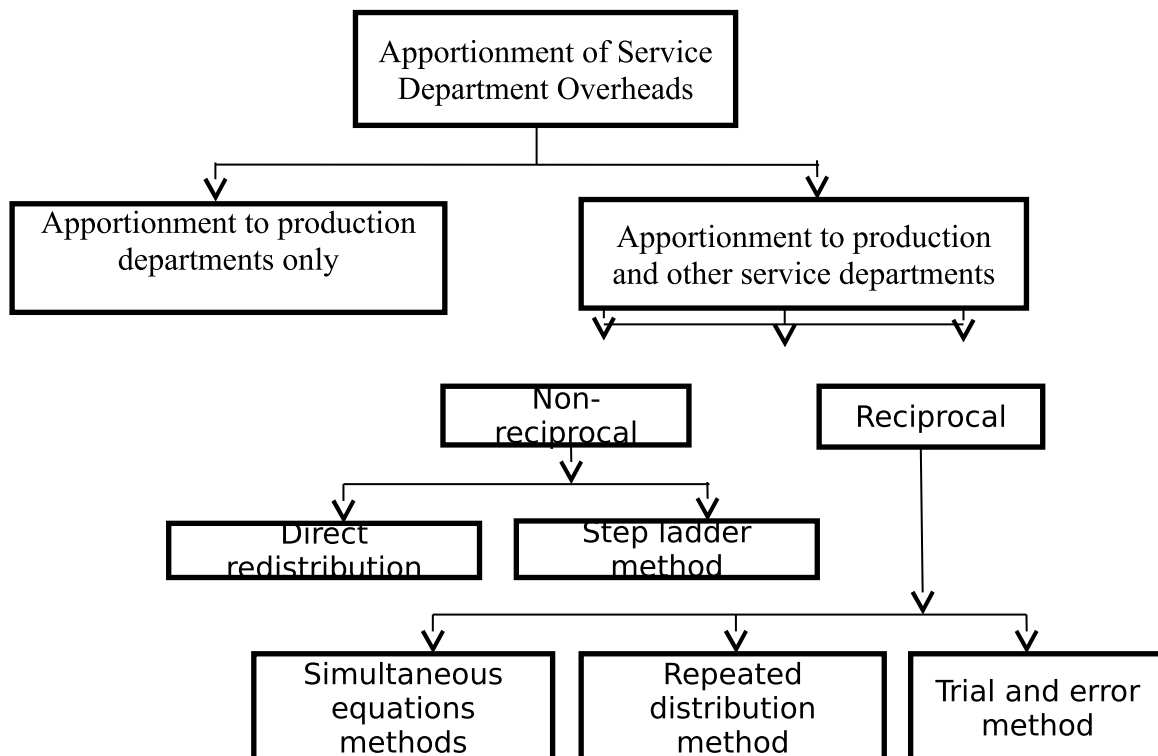 Apportionment of Service
Department Overheads
Apportionment to production
departments only
Apportionment to production
and other service departments
Non-
reciprocal
Reciprocal
Direct
redistribution
Step ladder
method
Simultaneous
equations
methods
Repeated
distribution
method
Trial and error
method